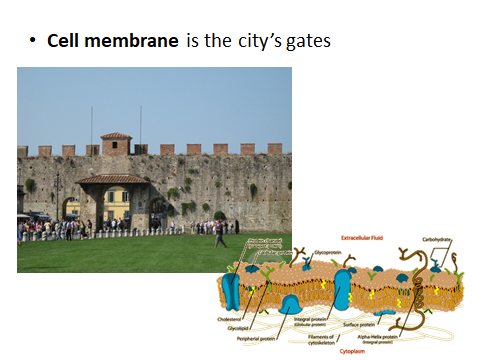 • Cell membrane is the city's gates
Extracellular Fluid
Carbohydrate
Glycoprotein
Cholesterol
Glycolipid
Peripheral protein
Integral protein
(Globular protein)
Filaments of
cytoskeleton
Surface protein
Alpha-Helix protein
(Integral protein)
Cytoplasm